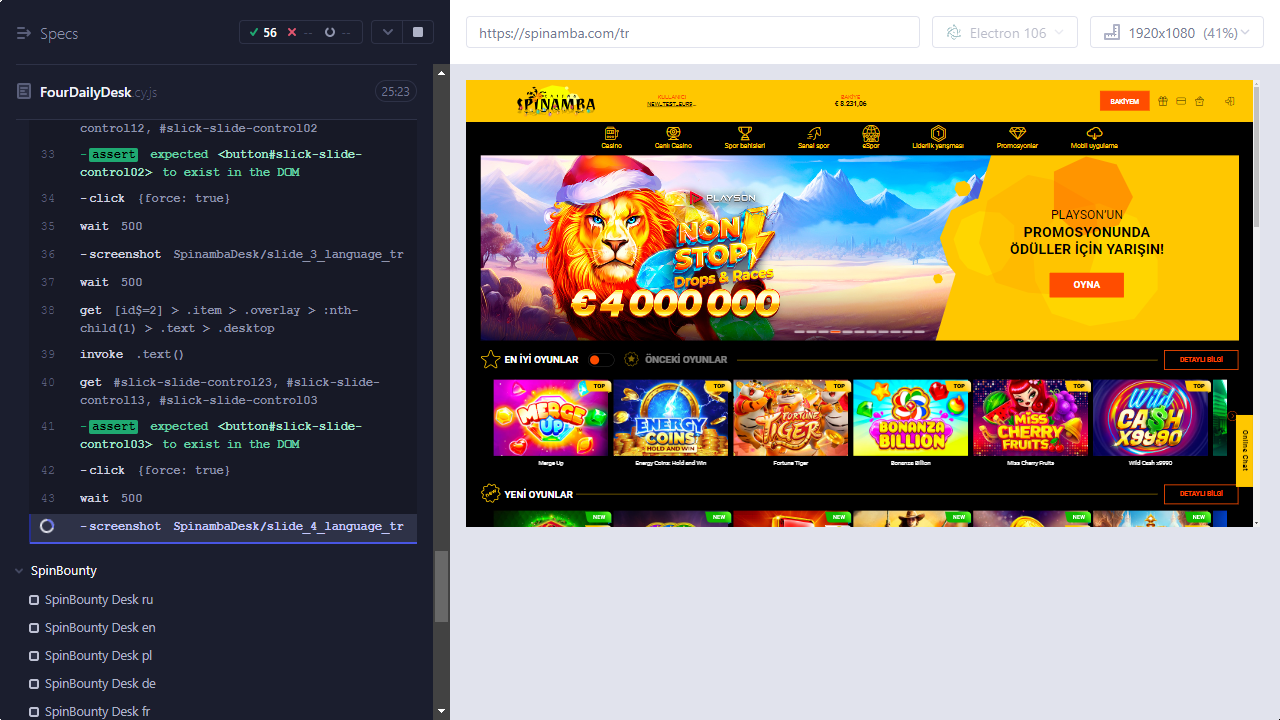 Specs
56
--
--
https://spinamba.com/tr
Electron 106
1920x1080 (41%)
FourDailyDesk.cy.js
25:23
control12, #slick-slide-control02
33 -assert expected <button#slick-slide-
control02> to exist in the DOM
34 -click {force: true}
35 wait 500
36 -screenshot SpinambaDesk/slide_3_language_tr
37 wait 500
38 get [id$=2] > .item > .overlay > :nth-
child(1) > .text > .desktop
39 invoke .text()
40 get #slick-slide-control23, #slick-slide-
control13, #slick-slide-control03
41 -assert expected <button#slick-slide-
control03> to exist in the DOM
42 -click {force: true}
43 wait 500
-screenshot SpinambaDesk/slide_4_language_tr
SpinBounty
SpinBounty Desk ru
SpinBounty Desk en
SpinBounty Desk pl
SpinBounty Desk de
SpinBounty Desk fr
SPINAMBA
KULLANICI
BAKİYE
€ 8.231,06
BAKİYEM
Casino
Canlı Casino
Spor bahisleri
Sanal spor
eSpor
Liderlik yarışması
Promosyonlar
Mobil uygulama
PLAYSON
NON
STOP
Drops & Races
€ 4 000 000
PLAYSON'UN
PROMOSYONUNDA
ÖDÜLLER İÇİN YARIŞIN!
OYNA
EN İYİ OYUNLAR
ÖNCEKİ OYUNLAR
DETAYLI BİLGİ
TOP
TOP
TOP
TOP
TOP
TOP
MERGE UP
ENERGY COINS
HOLD AND WIN
FORTUNE TIGER
BONANZA BILLION
MISS CHERRY FRUITS
Wild CA$H x9990
Merge Up
Energy Coins: Hold and Win
Fortune Tiger
Bonanza Billion
Miss Cherry Fruits
Wild Cash x9990
Online Chat
YENİ OYUNLAR
DETAYLI BİLGİ
NEW
NEW
NEW
NEW
NEW
NEW